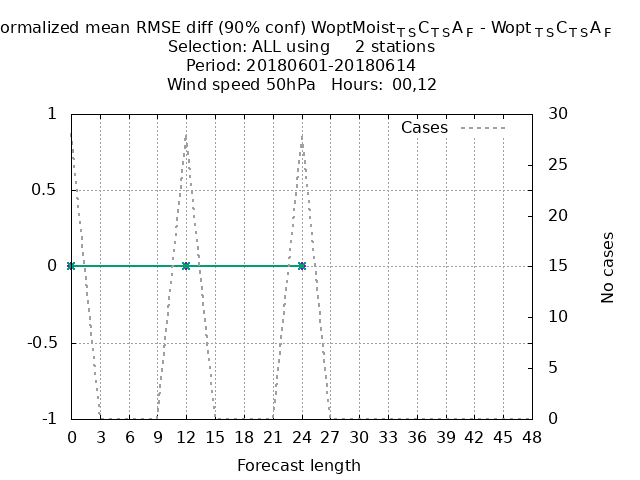 ormalized mean RMSE diff (90% conf) WoptMoist_TSC_TSA_F - Wopt_TSC_TSA_F
Selection: ALL using 2 stations
Period: 20180601-20180614
Wind speed 50hPa Hours: 00,12
Cases
1
0.5
0
-0.5
-1
30
25
20
15
10
5
0
No cases
0 3 6 9 12 15 18 21 24 27 30 33 36 39 42 45 48
Forecast length